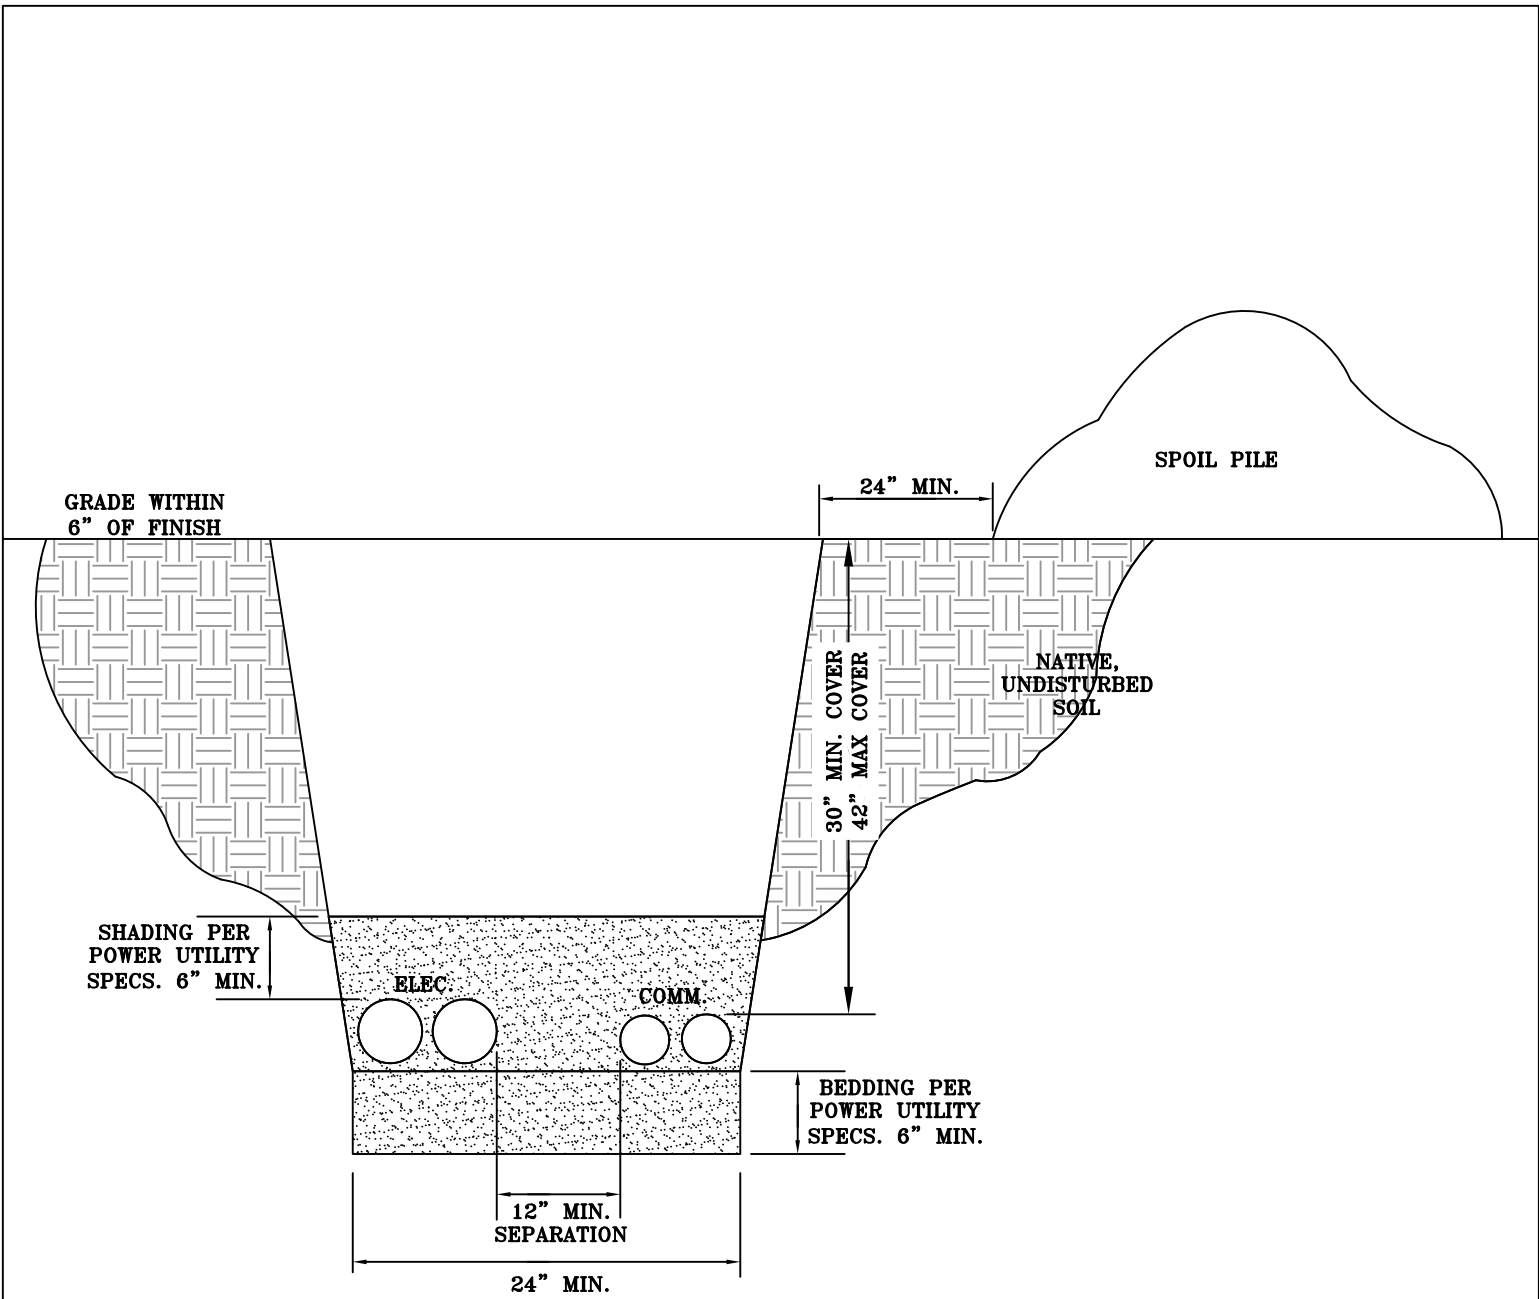 SPOIL PILE
24” MIN.
GRADE WITHIN
6” OF FINISH
30” MIN. COVER
42” MAX COVER
NATIVE,
UNDISTURBED
SOIL
SHADING PER
POWER UTILITY
SPECS. 6” MIN.
ELEC.
COMM.
BEDDING PER
POWER UTILITY
SPECS. 6” MIN.
12” MIN.
SEPARATION
24” MIN.